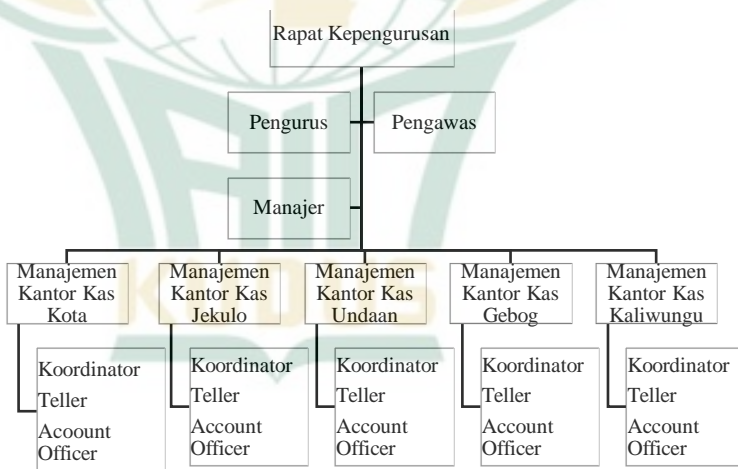 Rapat Kepengurusan
Pengurus
Pengawas
Manajer
Manajemen
Kantor Kas
Kota
Manajemen
Kantor Kas
Jekulo
Manajemen
Kantor Kas
Undaan
Manajemen
Kantor Kas
Gebog
Manajemen
Kantor Kas
Kaliwungu
Koordinator
Teller
Acoount
Officer
Koordinator
Teller
Account
Officer
Koordinator
Teller
Account
Officer
Koordinator
Teller
Account
Officer
Koordinator
Teller
Account
Officer
KUDUS